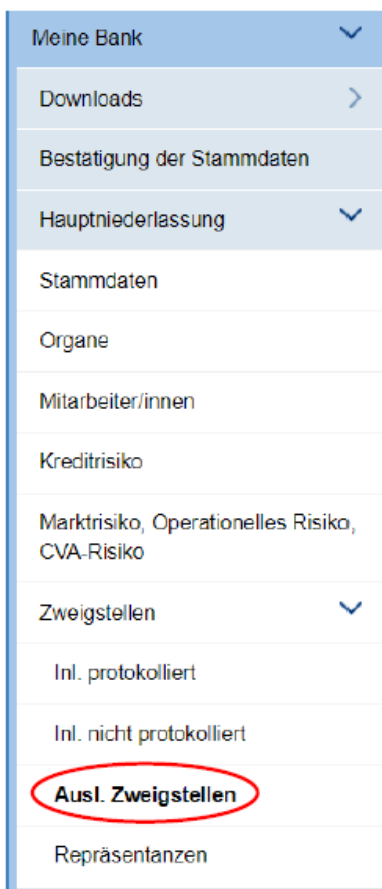 Meine Bank
Downloads
Bestätigung der Stammdaten
Hauptniederlassung
Stammdaten
Organe
Mitarbeiter/innen
Kreditrisiko
Marktrisiko, Operationelles Risiko,
CVA-Risiko
Zweigstellen
Inl. protokolliert
Inl. nicht protokolliert
Ausl. Zweigstellen
Repräsentanzen